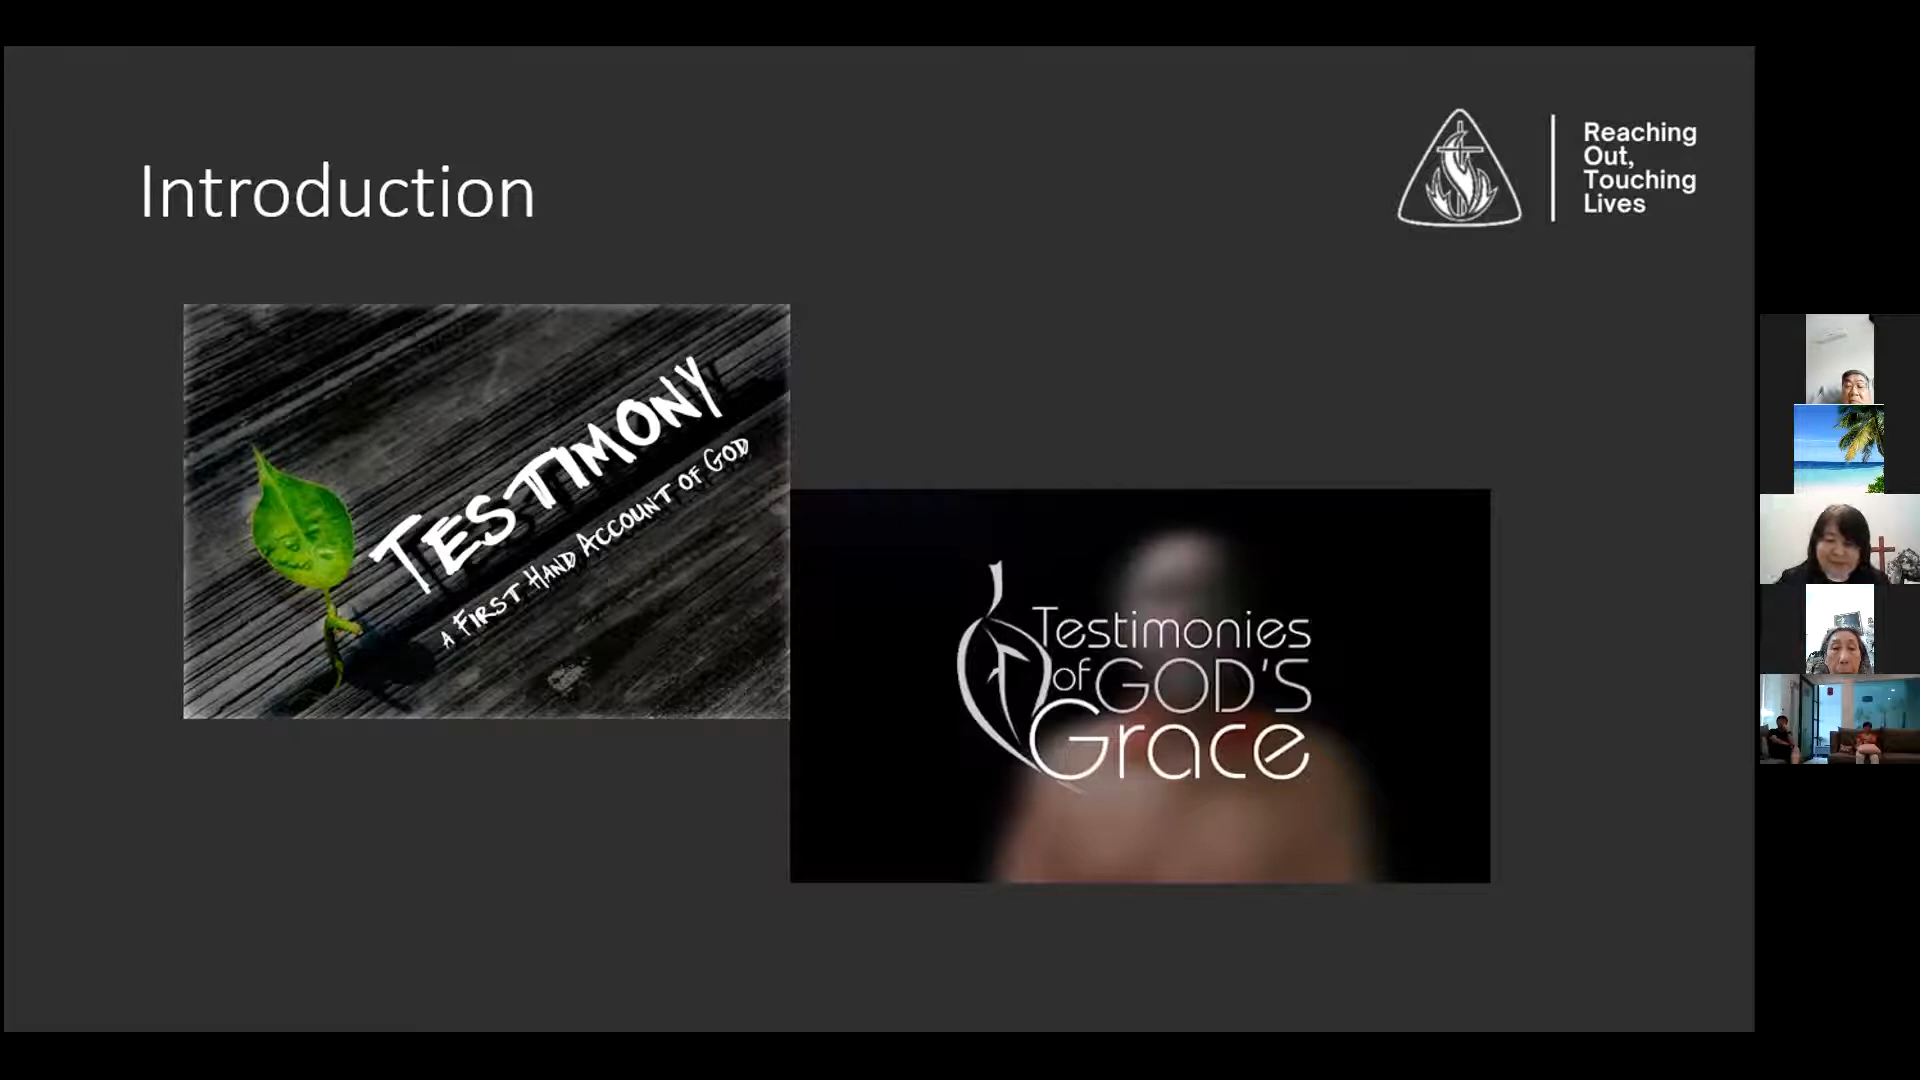 Introduction
Reaching
Out,
Touching
Lives
TESTIMONY
A FIRST HAND ACCOUNT OF GOD
Testimonies
of GOD'S
Grace